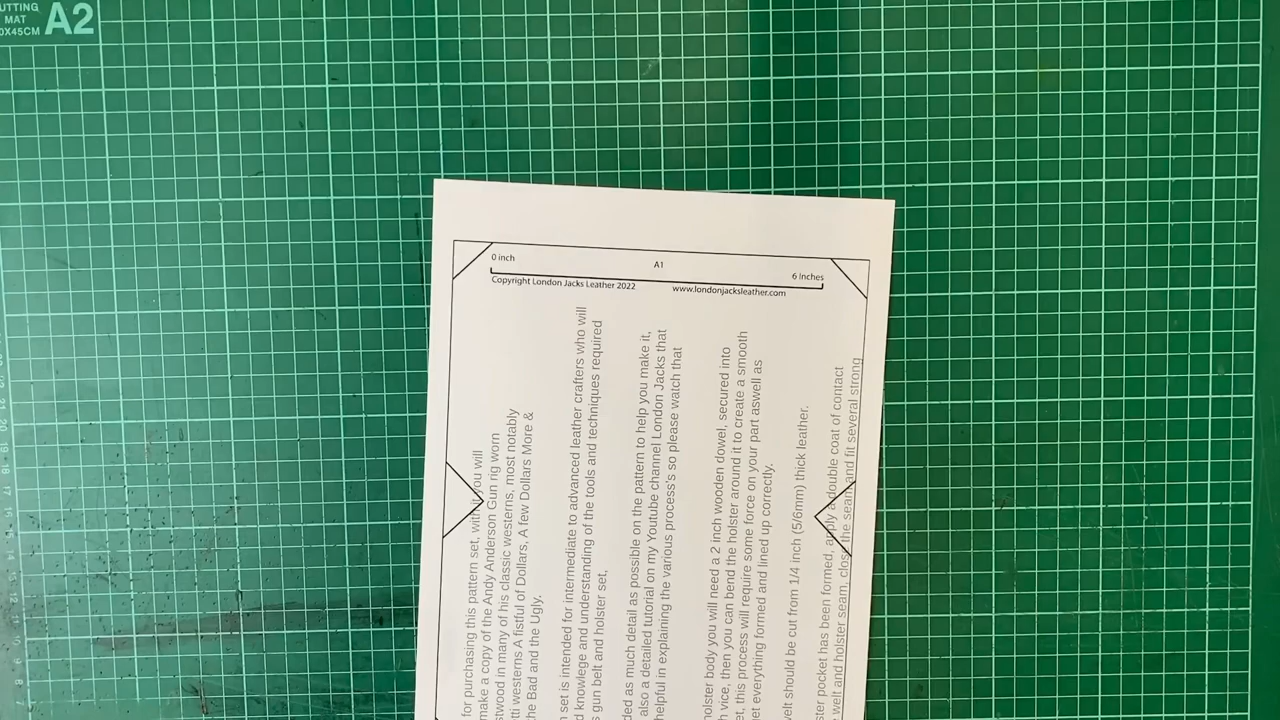 CUTTING
MAT
A2
0 inch
A1
6 Inches
Copyright London Jacks Leather 2022
www.londonjacksleather.com
for purchasing this pattern set, with it you will
make a copy of the Andy Anderson Gun rig worn
stwood in many of his classic westerns, most notably
tti westerns A fistful of Dollars, A few Dollars More &
the Bad and the Ugly,
set is intended for intermediate to advanced leather crafters who will
d knowlege and understanding of the tools and techniques required
s gun belt and holster set,
ded as much detail as possible on the pattern to help you make it,
also a detailed tutorial on my Youtube channel London Jacks that
helpful in explaining the various process's so please watch that
holster body you will need a 2 inch wooden dowel, secured into
h vice, then you can bend the holster around it to create a smooth
et, this process will require some force on your part aswell as
et everything formed and lined up correctly,
welt should be cut from 1/4 inch (5/6mm) thick leather.
ster pocket has been formed, apply a double coat of contact
welt and holster seam, close the seam and fit several strong